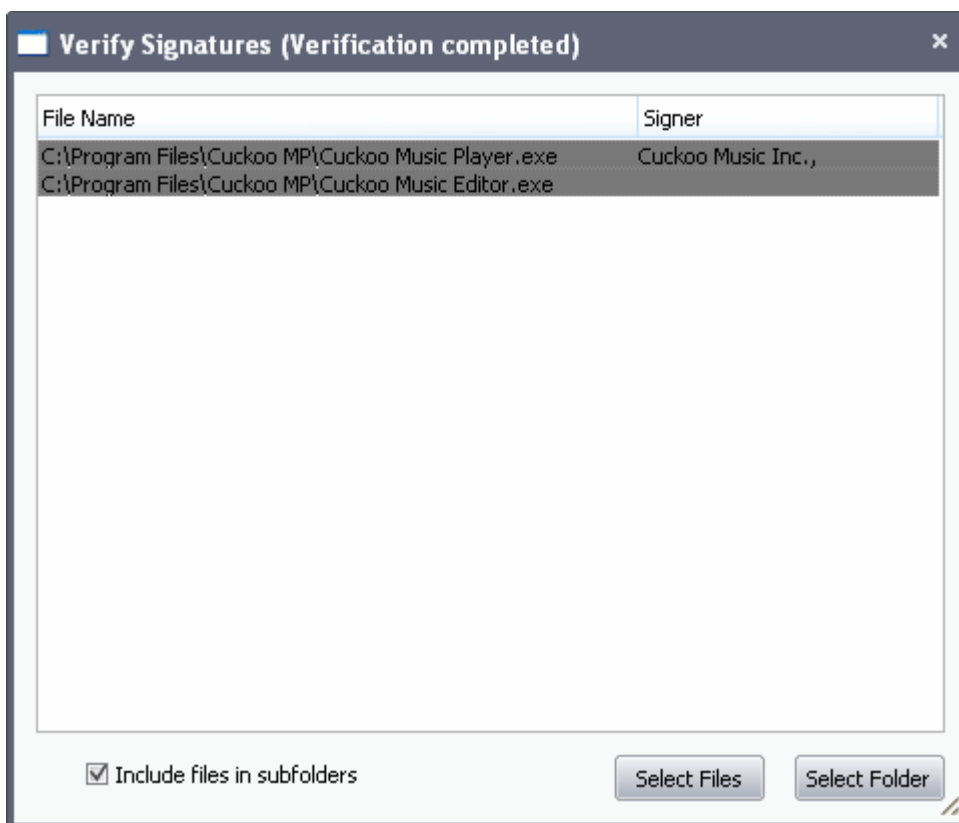 Verify Signatures (Verification completed)
File Name Signer
C:\Program Files\Cuckoo MP\Cuckoo Music Player.exe Cuckoo Music Inc.,
C:\Program Files\Cuckoo MP\Cuckoo Music Editor.exe
Include files in subfolders Select Files Select Folder